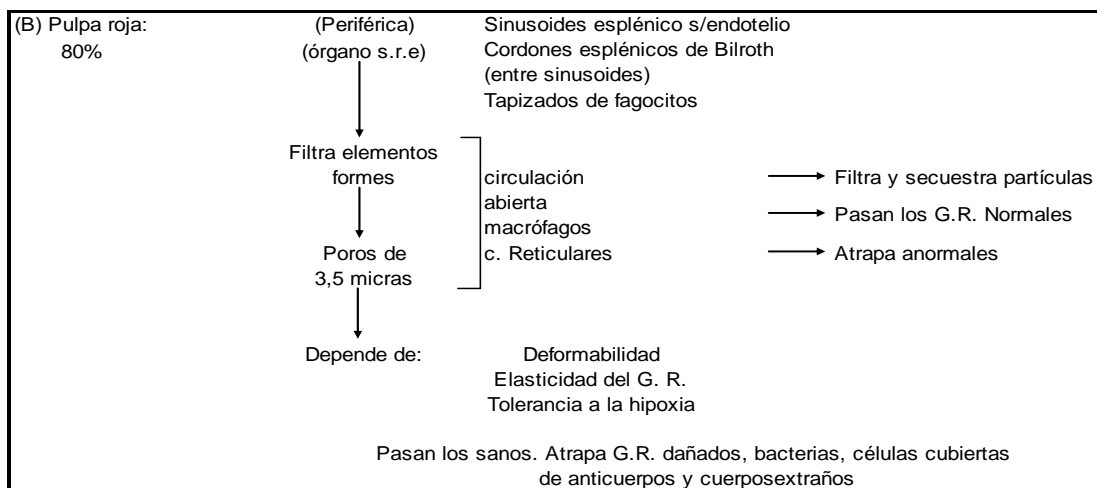 (B) Pulpa roja: (Periférica) Sinusoides esplénico s/endotelio
80% (órgano s.r.e) Cordones esplénicos de Bilroth
(entre sinusoides)
Tapizados de fagocitos
Filtra elementos
formes circulación Filtra y secuestra partículas
abierta Pasan los G.R. Normales
macrófagos
Poros de c. Reticulares Atrapa anormales
3,5 micras
Depende de: Deformabilidad
Elasticidad del G. R.
Tolerancia a la hipoxia
Pasan los sanos. Atrapa G.R. dañados, bacterias, células cubiertas
de anticuerpos y cuerposextraños